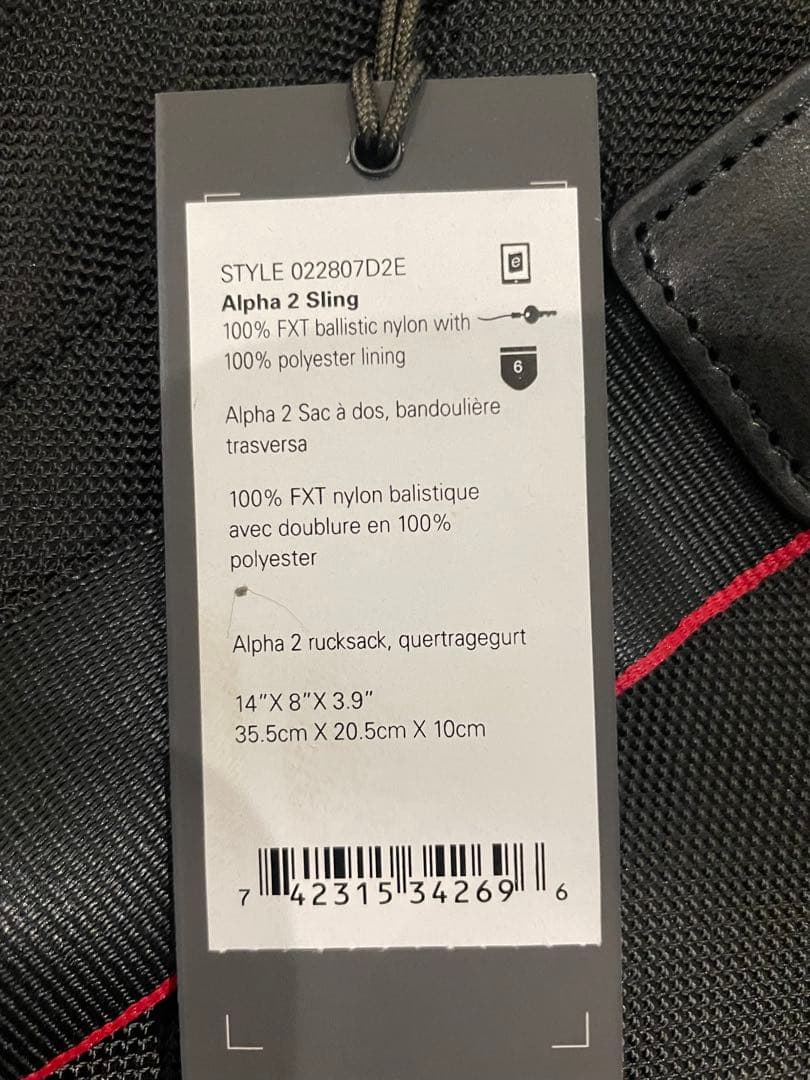 STYLE 022807D2E
e
Alpha 2 Sling
100% FXT ballistic nylon with
100% polyester lining
6
Alpha 2 Sac à dos, bandoulière
trasversa
100% FXT nylon balistique
avec doublure en 100%
polyester
Alpha 2 rucksack, quertragegurt
14"X 8"X 3.9"
35.5cm X 20.5cm X 10cm
7 42315 34269 6